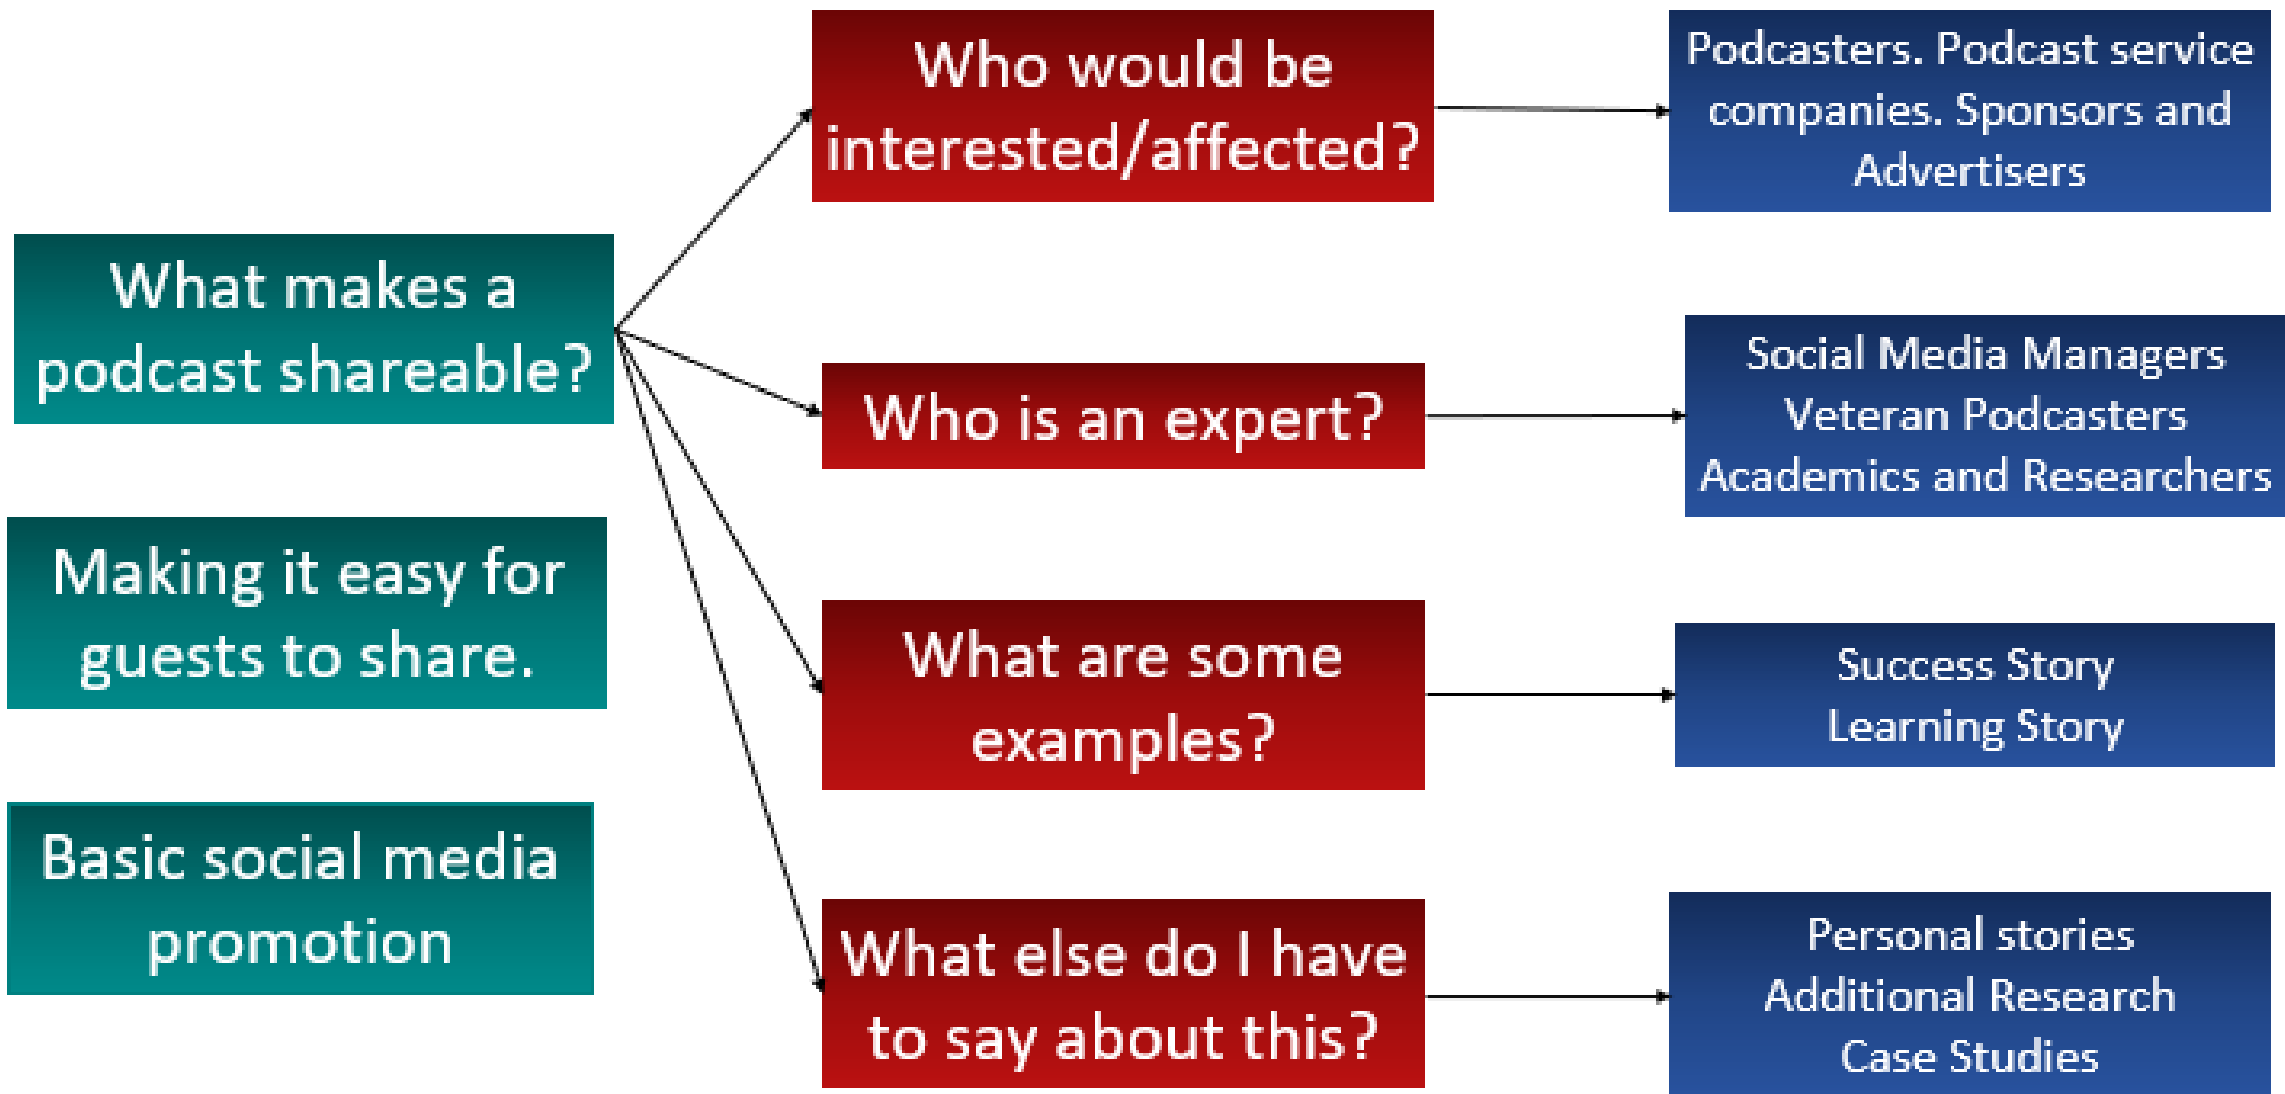 What makes a
podcast shareable?
Making it easy for
guests to share.
Basic social media
promotion
Who would be
interested/affected?
Who is an expert?
What are some
examples?
What else do I have
to say about this?
Podcasters. Podcast service
companies. Sponsors and
Advertisers
Social Media Managers
Veteran Podcasters
Academics and Researchers
Success Story
Learning Story
Personal stories
Additional Research
Case Studies